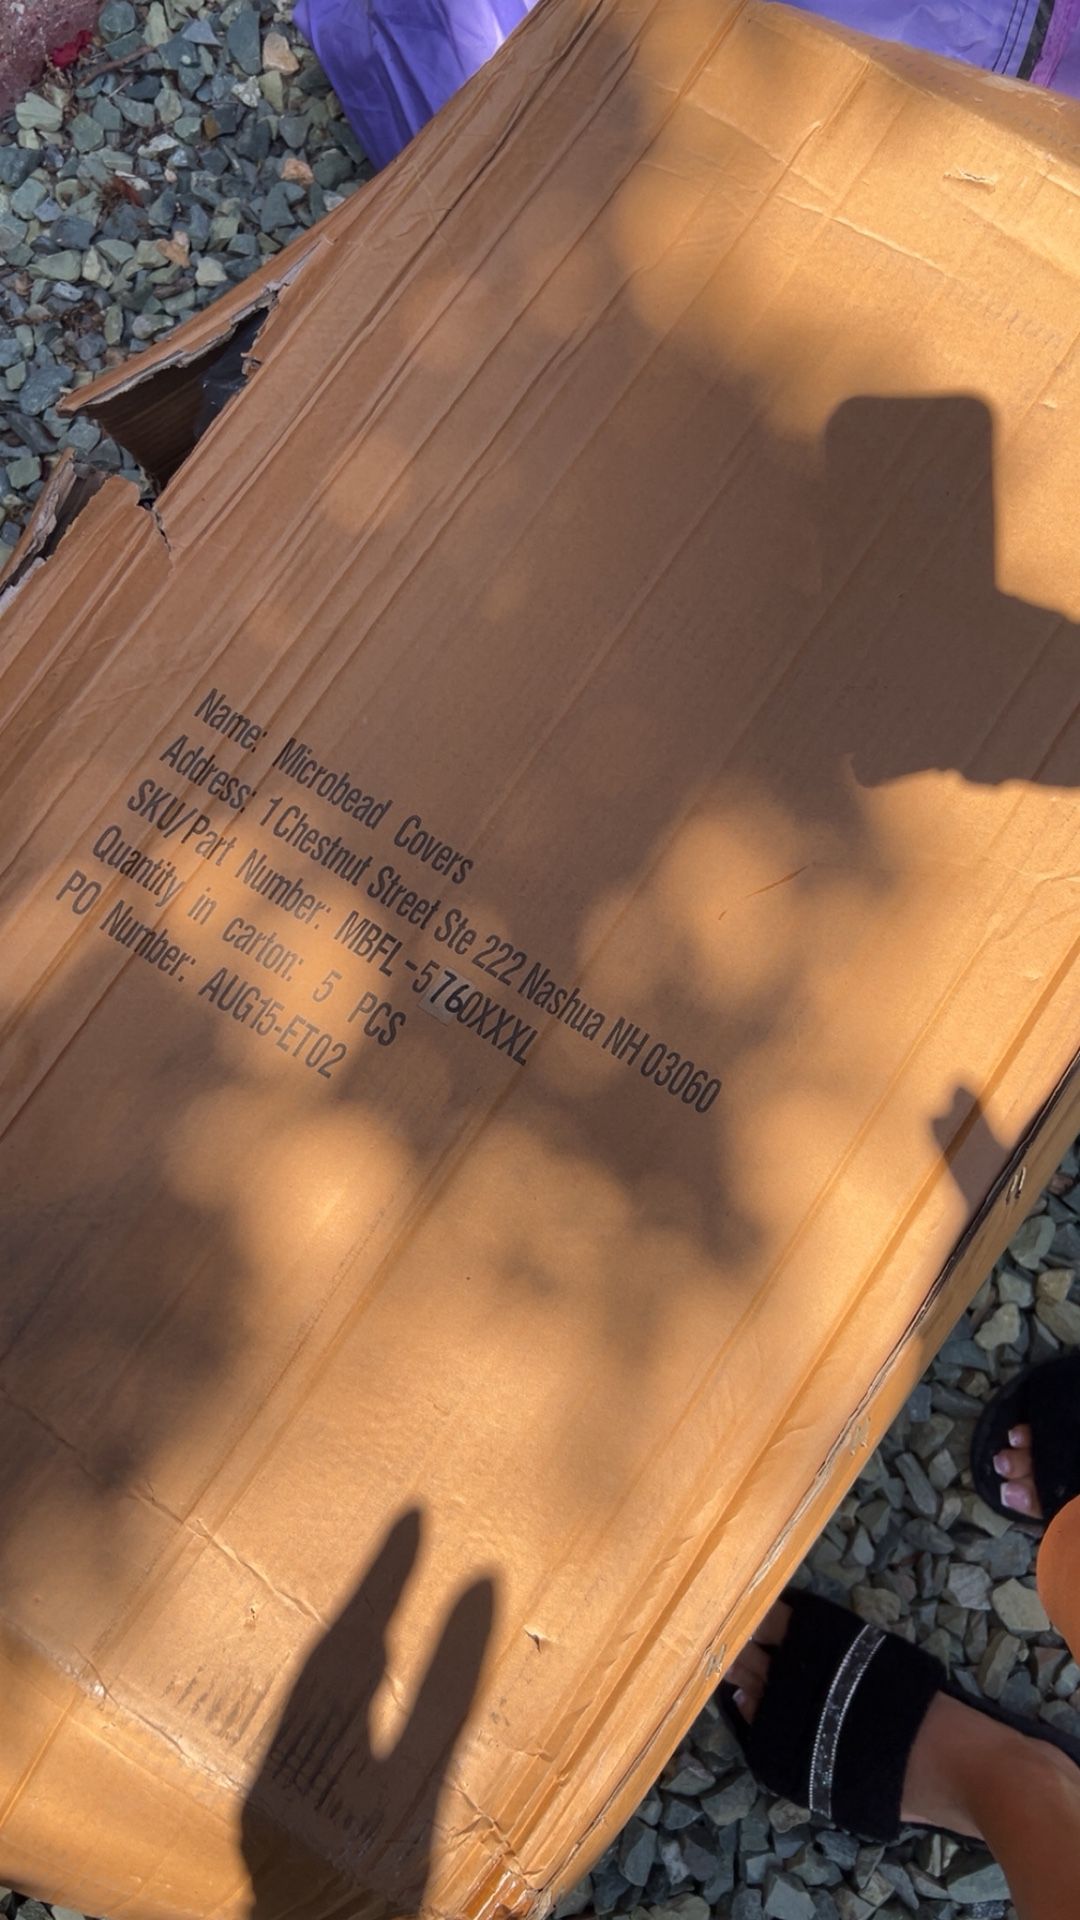 Name: Microbead Covers
Address: 1 Chestnut Street Ste 222 Nashua NH 03060
SKU/Part Number: MBFL-5760XXXL
Quantity in carton: 5 PCS
PO Number: AUG15-ET02